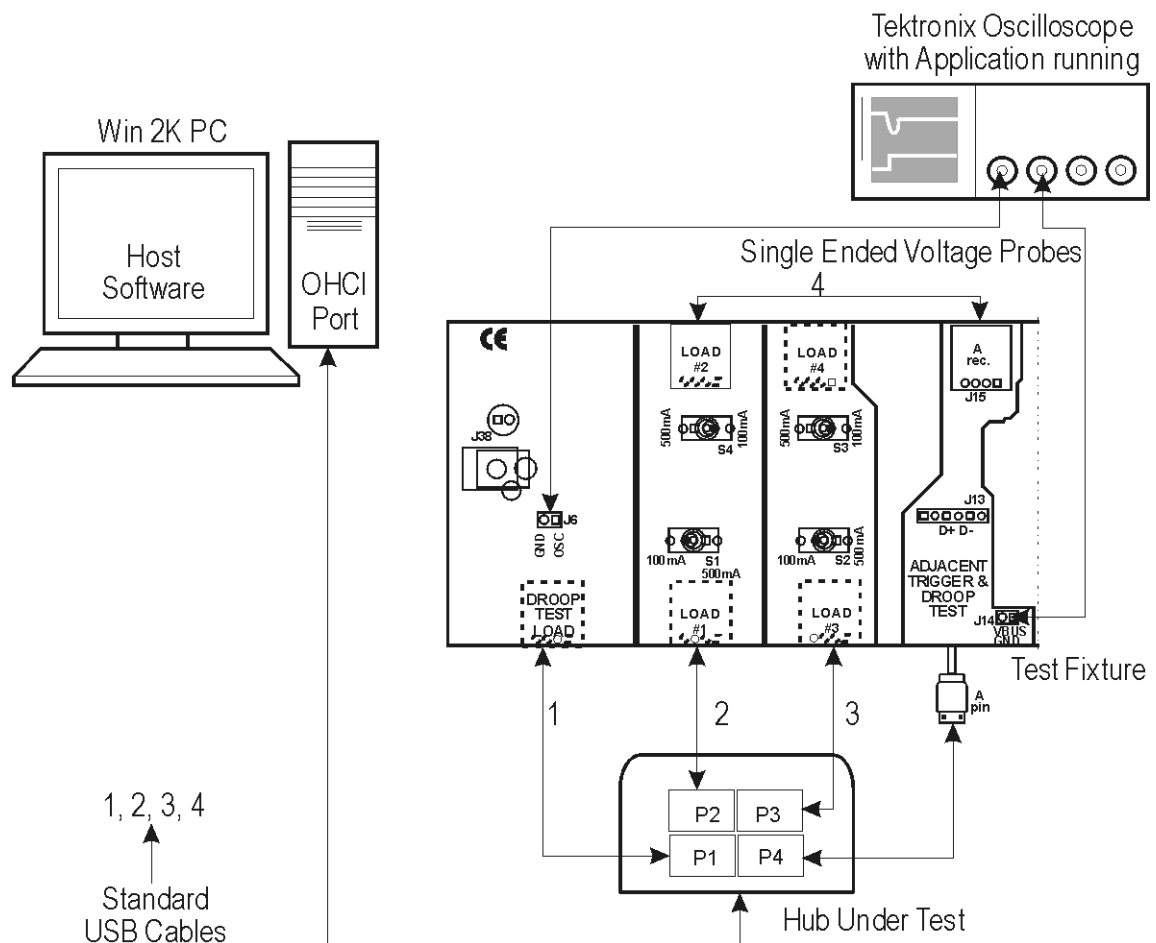 Tektronix Oscilloscope
with Application running
Win 2K PC
Host
Software
OHCI
Port
Single Ended Voltage Probes
4
CE
LOAD
#2
LOAD
#4
A
rec.
J15
J38
500mA
100mA
S4
500mA
100mA
S3
J13
D+ D-
J6
GND
OSC
100mA
S1
500mA
100mA
S2
500mA
ADJACENT
TRIGGER &
DROOP
TEST
DROOP
TEST
LOAD
LOAD
#1
LOAD
#3
J14
VBUS
GND
Test Fixture
A
pin
1
2
3
P2
P3
P1
P4
1, 2, 3, 4
Standard
USB Cables
Hub Under Test